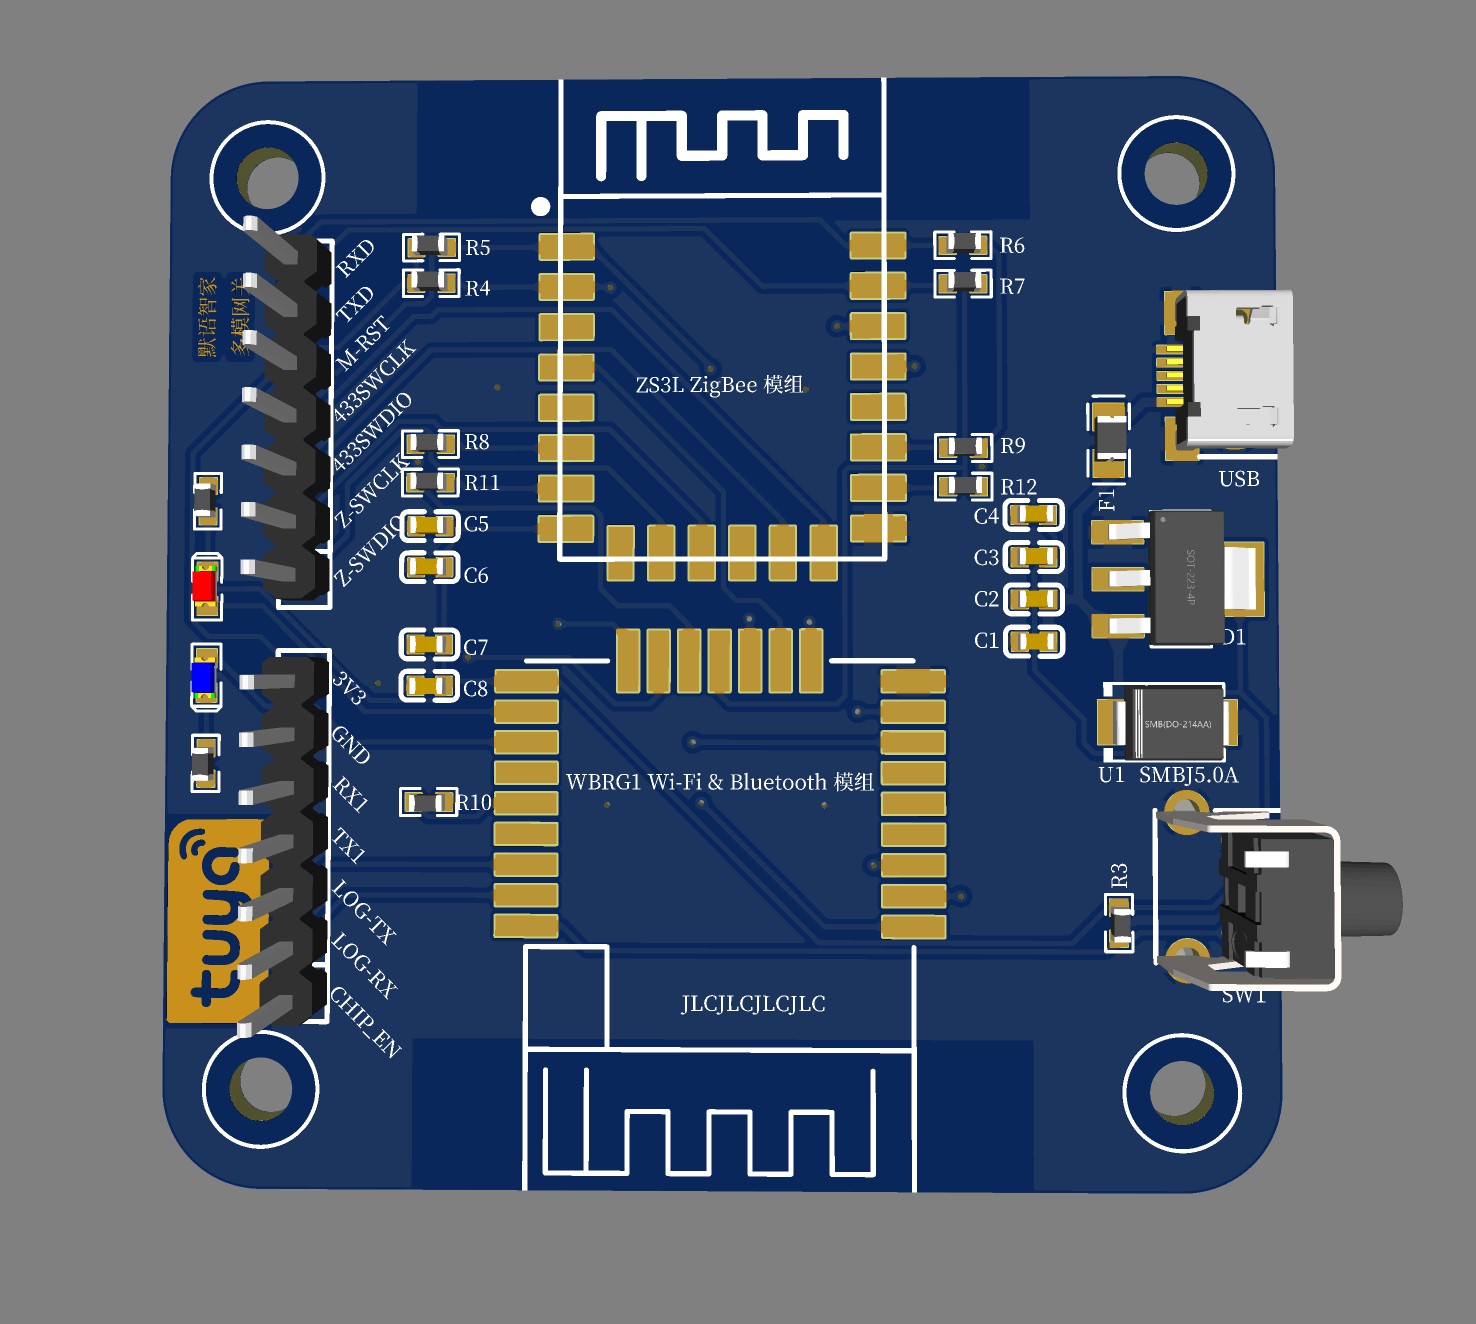 RXD
TXD
M-RST
433SWCLK
433SWDIO
Z-SWCLK
Z-SWDIO
默语智家
多模网关
R5
R4
R6
R7
ZS3L ZigBee 模组
R8
R11
C5
C6
C7
C8
R9
R12
C4
C3
C2
C1
F1
USB
SOT-223-4P
D1
SMB(DO-214AA)
U1 SMBJ5.0A
3V3
GND
RX1
TX1
LOG-TX
LOG-RX
CHIP_EN
tuya
R10
WBRG1 Wi-Fi & Bluetooth 模组
R3
SW1
JLCJLCJLCJLC